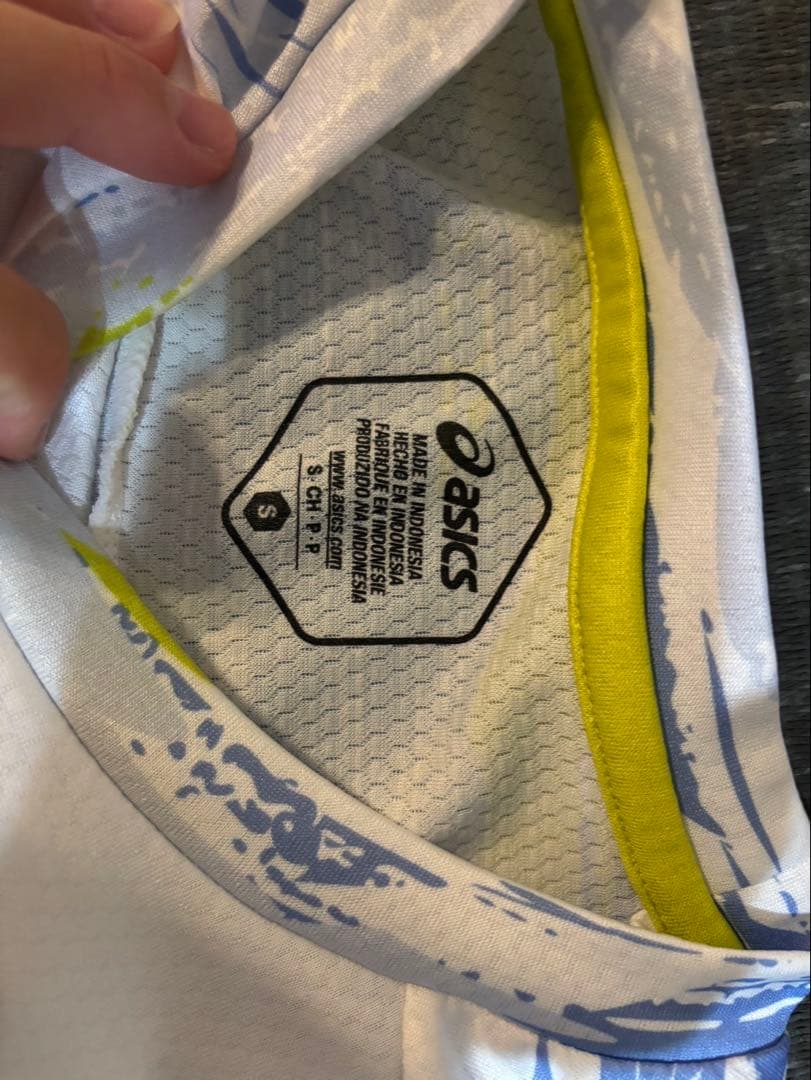 asics
MADE IN INDONESIA
HECHO EN INDONESIA
FABRIQUE EN INDONESIE
PRODUZIDO NA INDONESIA
www.asics.com
S · CH · P · P
S